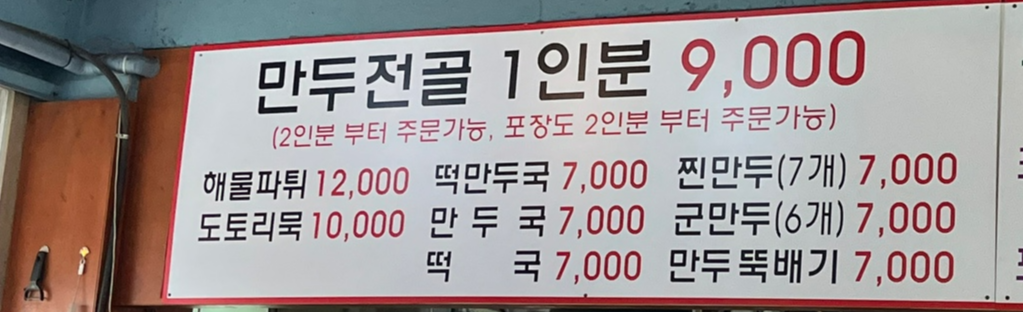 만두전골 1인분 9,000
(2인분 부터 주문가능, 포장도 2인분 부터 주문가능)
해물파튀 12,000 떡만두국 7,000 찐만두(7개) 7,000
도토리묵 10,000 만 두 국 7,000 군만두(6개) 7,000
떡 국 7,000 만두뚝배기 7,000